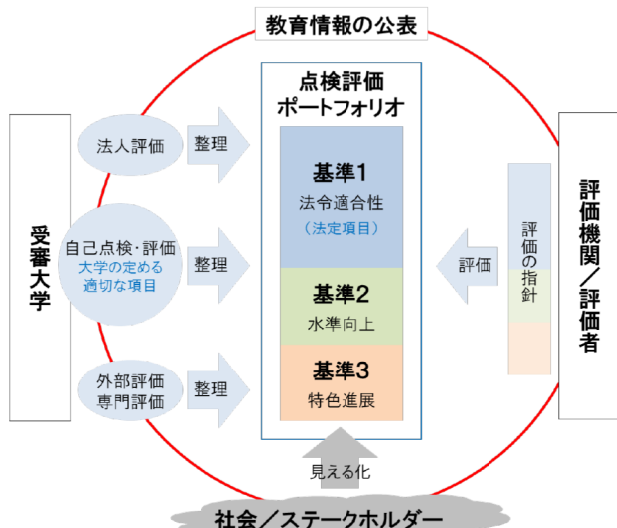 教育情報の公表
点検評価
ポートフォリオ
受審大学
法人評価
整理
自己点検・評価
大学の定める
適切な項目
整理
外部評価
専門評価
整理
基準1
法令適合性
（法定項目）
基準2
水準向上
基準3
特色進展
評価
評価の指針
評価機関／評価者
見える化
社会／ステークホルダー